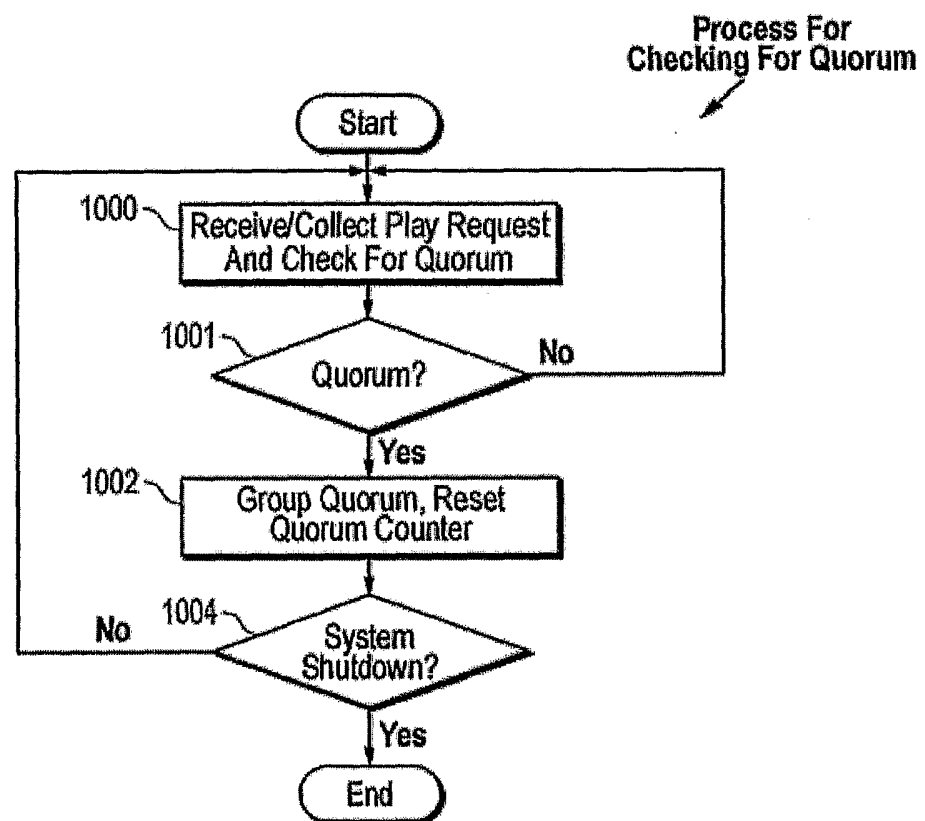 Process For
Checking For Quorum
Start
1000
Receive/Collect Play Request
And Check For Quorum
1001
Quorum?
No
Yes
1002
Group Quorum, Reset
Quorum Counter
1004
No
System
Shutdown?
Yes
End